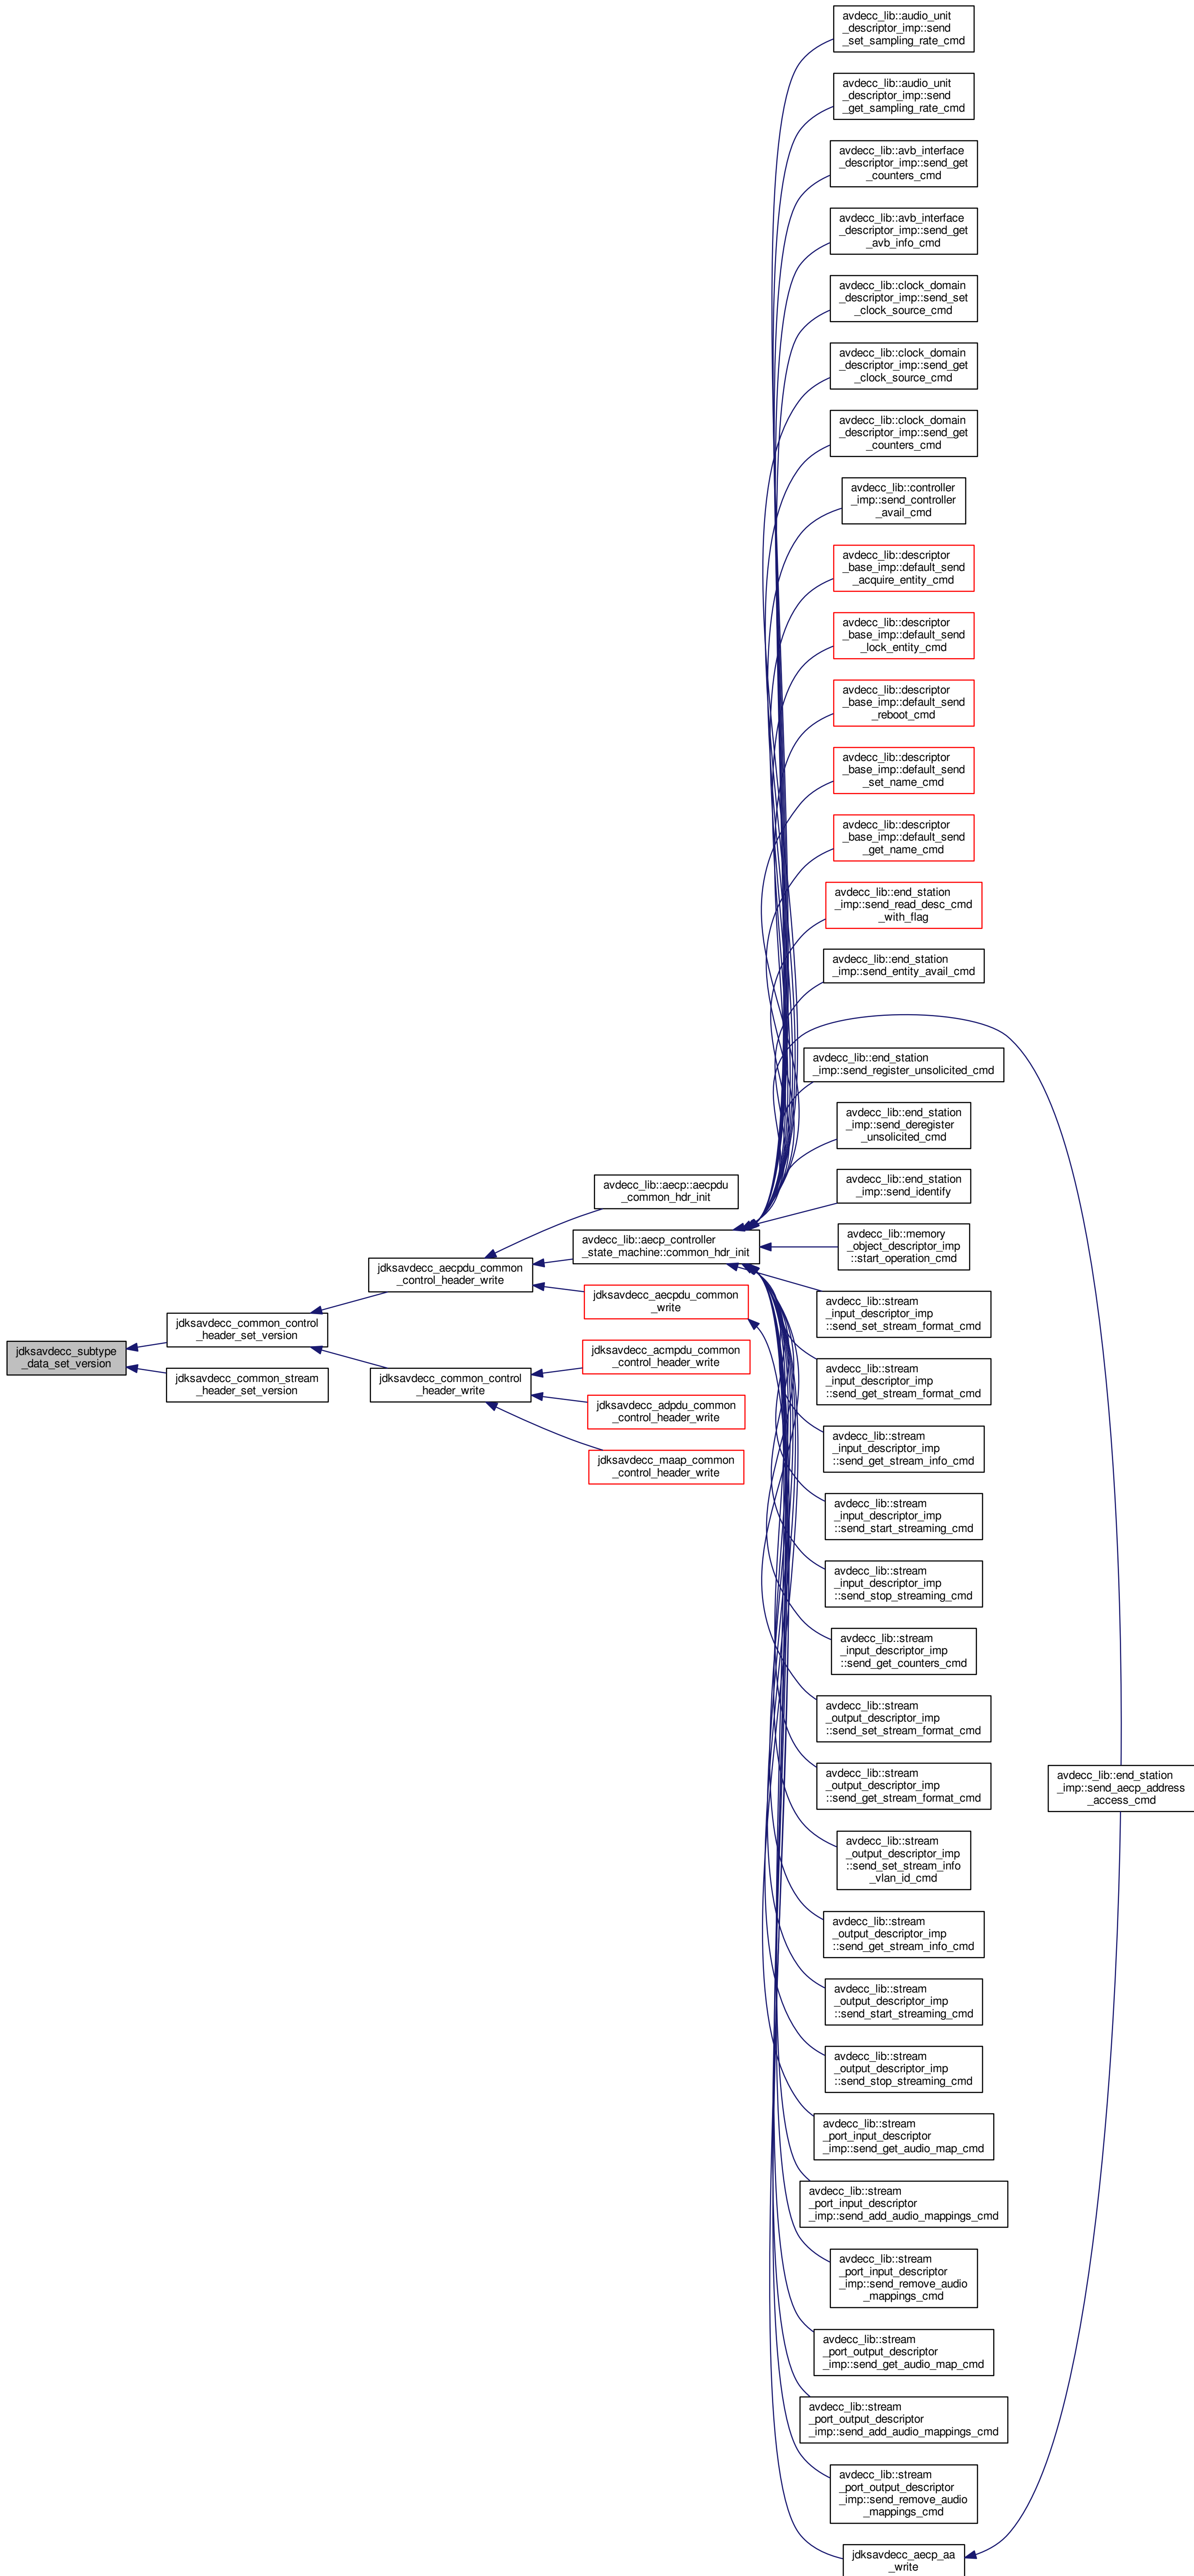 jdksavdecc_subtype
_data_set_version
jdksavdecc_common_control
_header_set_version
jdksavdecc_common_stream
_header_set_version
jdksavdecc_aecpdu_common
_control_header_write
jdksavdecc_common_control
_header_write
avdecc_lib::aecp::aecpdu
_common_hdr_init
avdecc_lib::aecp_controller
_state_machine::common_hdr_init
jdksavdecc_aecpdu_common
_write
jdksavdecc_acmpdu_common
_control_header_write
jdksavdecc_adpdu_common
_control_header_write
jdksavdecc_maap_common
_control_header_write
avdecc_lib::audio_unit
_descriptor_imp::send
_set_sampling_rate_cmd
avdecc_lib::audio_unit
_descriptor_imp::send
_get_sampling_rate_cmd
avdecc_lib::avb_interface
_descriptor_imp::send_get
_counters_cmd
avdecc_lib::avb_interface
_descriptor_imp::send_get
_avb_info_cmd
avdecc_lib::clock_domain
_descriptor_imp::send_set
_clock_source_cmd
avdecc_lib::clock_domain
_descriptor_imp::send_get
_clock_source_cmd
avdecc_lib::clock_domain
_descriptor_imp::send_get
_counters_cmd
avdecc_lib::controller
_imp::send_controller
_avail_cmd
avdecc_lib::descriptor
_base_imp::default_send
_acquire_entity_cmd
avdecc_lib::descriptor
_base_imp::default_send
_lock_entity_cmd
avdecc_lib::descriptor
_base_imp::default_send
_reboot_cmd
avdecc_lib::descriptor
_base_imp::default_send
_set_name_cmd
avdecc_lib::descriptor
_base_imp::default_send
_get_name_cmd
avdecc_lib::end_station
_imp::send_read_desc_cmd
_with_flag
avdecc_lib::end_station
_imp::send_entity_avail_cmd
avdecc_lib::end_station
_imp::send_register_unsolicited_cmd
avdecc_lib::end_station
_imp::send_deregister
_unsolicited_cmd
avdecc_lib::end_station
_imp::send_identify
avdecc_lib::memory
_object_descriptor_imp
::start_operation_cmd
avdecc_lib::stream
_input_descriptor_imp
::send_set_stream_format_cmd
avdecc_lib::stream
_input_descriptor_imp
::send_get_stream_format_cmd
avdecc_lib::stream
_input_descriptor_imp
::send_get_stream_info_cmd
avdecc_lib::stream
_input_descriptor_imp
::send_start_streaming_cmd
avdecc_lib::stream
_input_descriptor_imp
::send_stop_streaming_cmd
avdecc_lib::stream
_input_descriptor_imp
::send_get_counters_cmd
avdecc_lib::stream
_output_descriptor_imp
::send_set_stream_format_cmd
avdecc_lib::stream
_output_descriptor_imp
::send_get_stream_format_cmd
avdecc_lib::stream
_output_descriptor_imp
::send_set_stream_info
_vlan_id_cmd
avdecc_lib::stream
_output_descriptor_imp
::send_get_stream_info_cmd
avdecc_lib::stream
_output_descriptor_imp
::send_start_streaming_cmd
avdecc_lib::stream
_output_descriptor_imp
::send_stop_streaming_cmd
avdecc_lib::stream
_port_input_descriptor
_imp::send_get_audio_map_cmd
avdecc_lib::stream
_port_input_descriptor
_imp::send_add_audio_mappings_cmd
avdecc_lib::stream
_port_input_descriptor
_imp::send_remove_audio
_mappings_cmd
avdecc_lib::stream
_port_output_descriptor
_imp::send_get_audio_map_cmd
avdecc_lib::stream
_port_output_descriptor
_imp::send_add_audio_mappings_cmd
avdecc_lib::stream
_port_output_descriptor
_imp::send_remove_audio
_mappings_cmd
jdksavdecc_aecp_aa
_write
avdecc_lib::end_station
_imp::send_aecp_address
_access_cmd